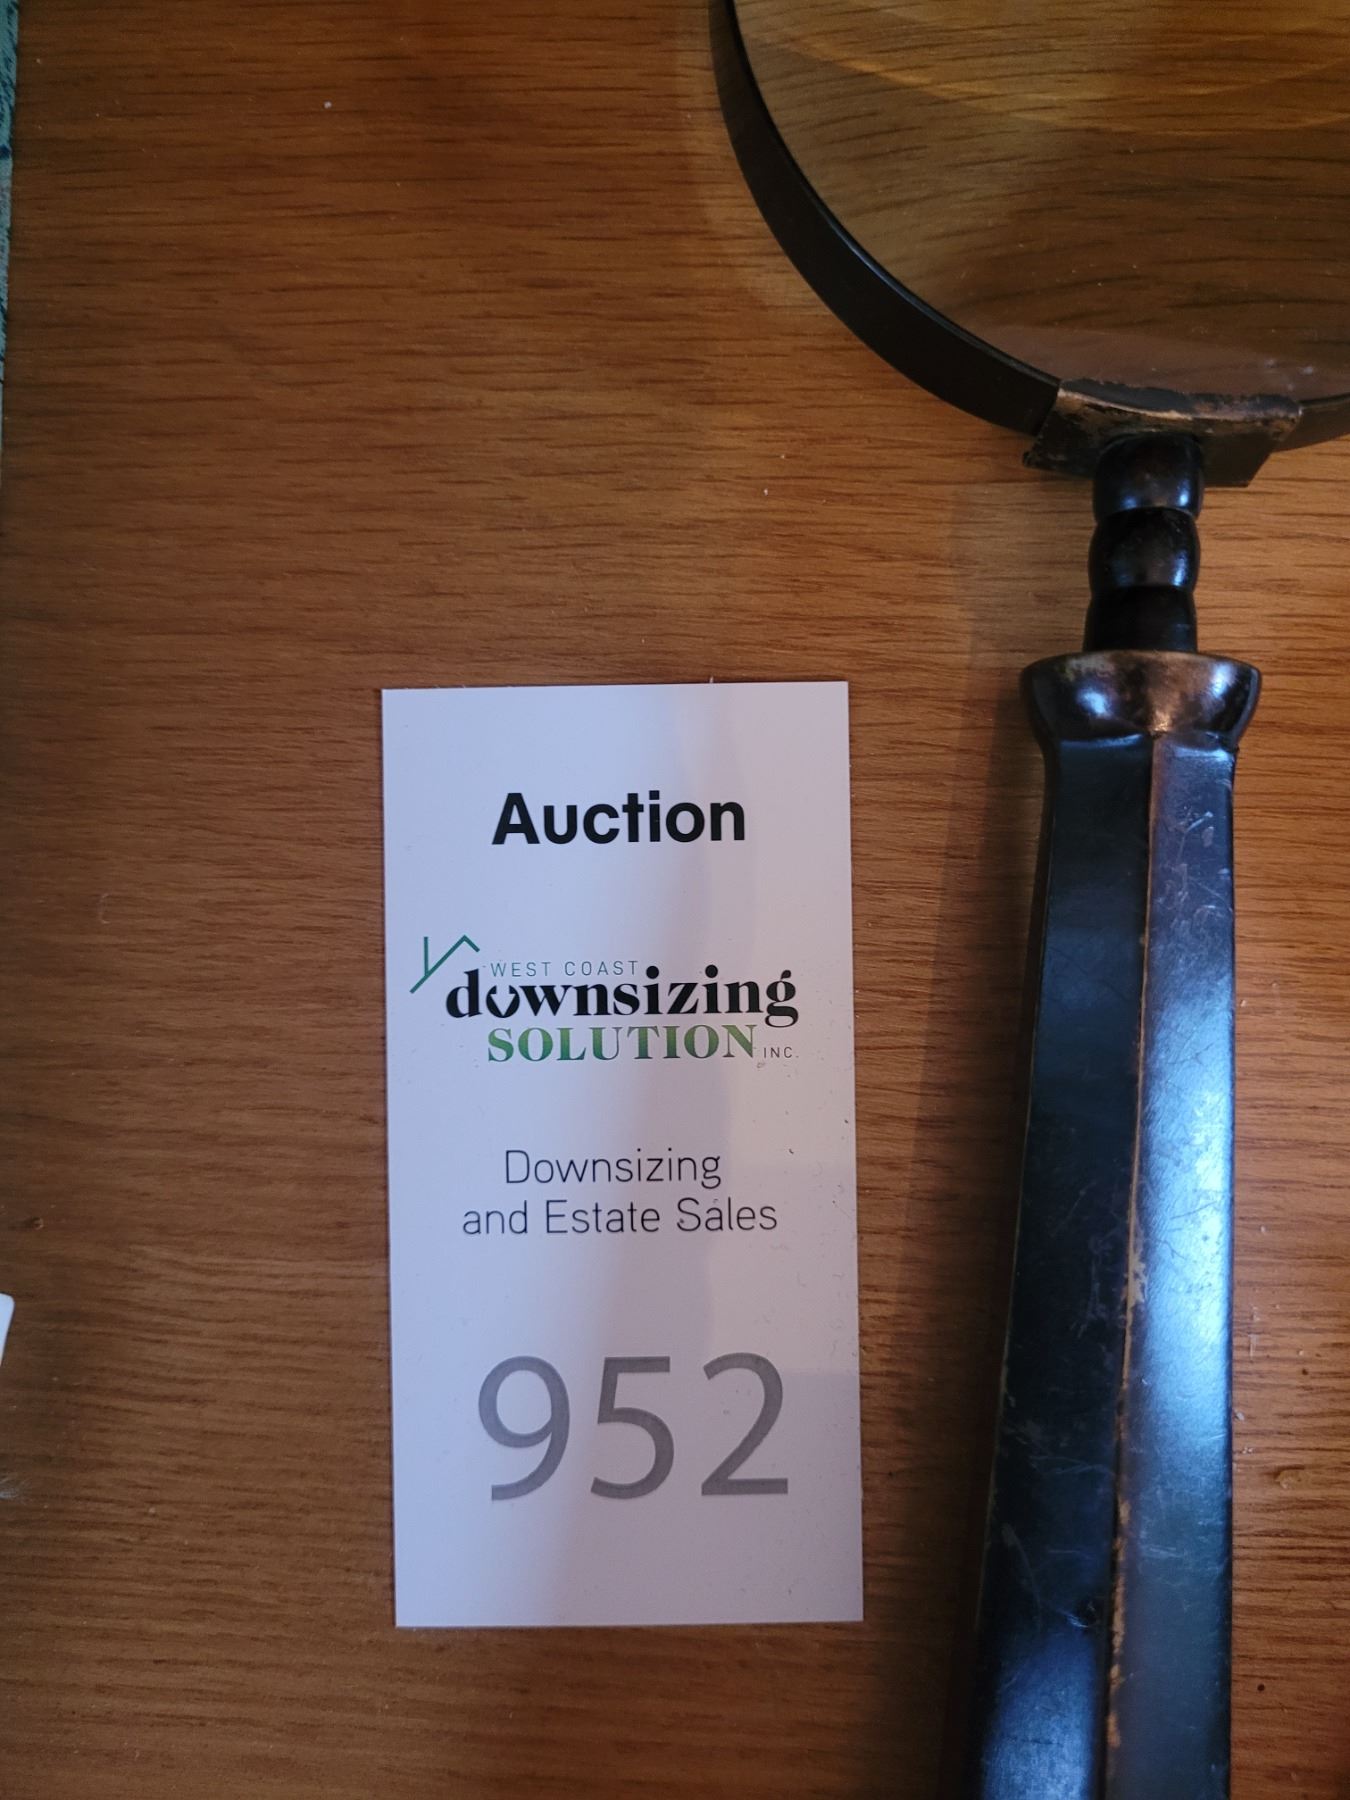 Auction
WEST COAST
downsizing
SOLUTION INC.
Downsizing
and Estate Sales
952